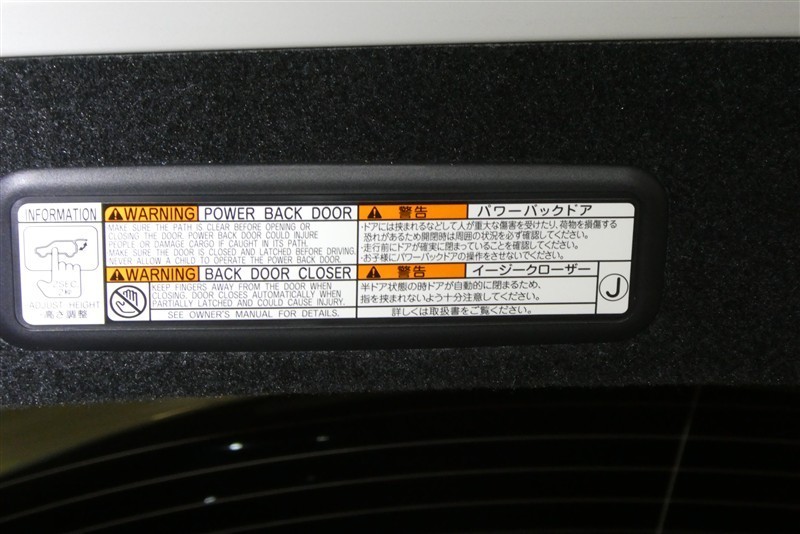 INFORMATION
ADJUST HEIGHT
高さ調整
WARNING POWER BACK DOOR
MAKE SURE THE PATH IS CLEAR BEFORE OPENING OR
CLOSING THE DOOR. POWER BACK DOOR COULD INJURE
PEOPLE OR DAMAGE CARGO IF CAUGHT IN ITS PATH.
MAKE SURE THE DOOR IS CLOSED AND LATCHED BEFORE DRIVING.
NEVER ALLOW A CHILD TO OPERATE THE POWER BACK DOOR.
WARNING BACK DOOR CLOSER
KEEP FINGERS AWAY FROM THE DOOR WHEN
CLOSING. DOOR CLOSES AUTOMATICALLY WHEN
PARTIALLY LATCHED AND COULD CAUSE INJURY.
SEE OWNER'S MANUAL FOR DETAILS.
警告 パワーバックドア
・ドアには挟まれるなどして人が重大な傷害を受けたり、荷物を損傷する
恐れがあるため開閉時は周囲の状況を必ず確認してください。
・走行前にドアが確実に閉まっていることを確認してください。
・お子様にパワーバックドアの操作をさせないでください。
警告 イージークローザー
半ドア状態の時ドアが自動的に閉まるため、
指を挟まれないよう十分注意してください。
詳しくは取扱書をご覧ください。
J